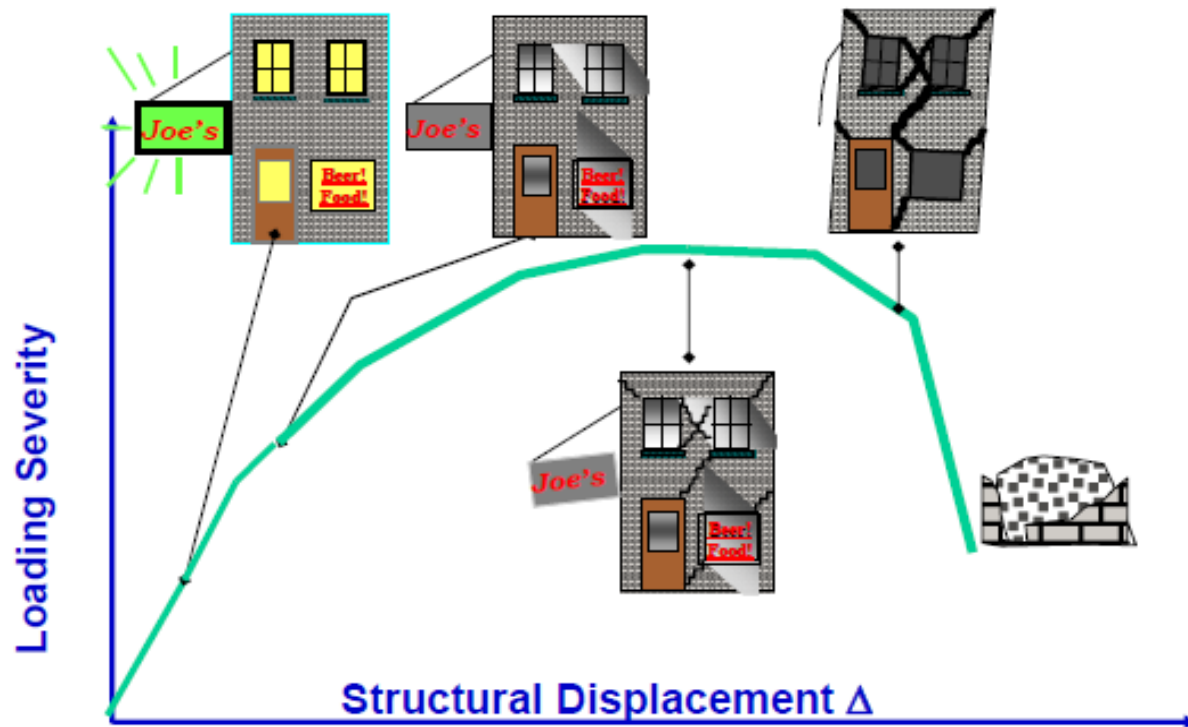 Joe's
Beer!
Food!
Joe's
Beer!
Food!
Joe's
Beer!
Food!
Loading Severity
Structural Displacement Δ